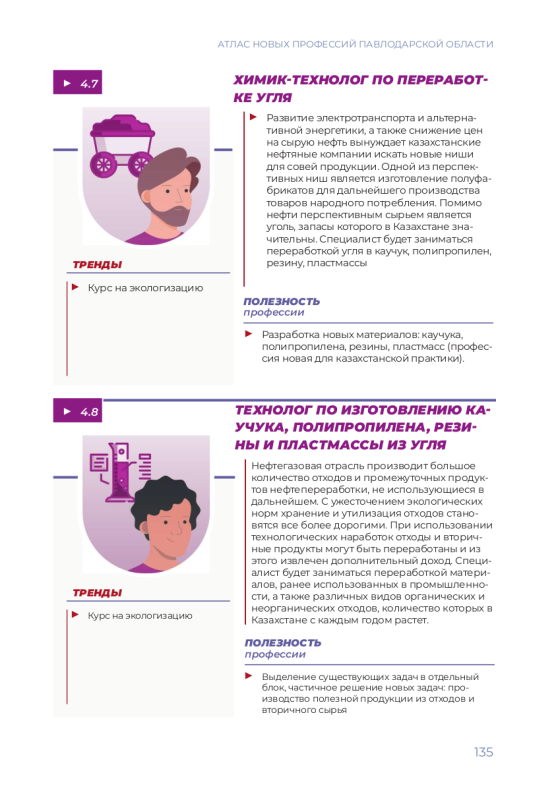 АТЛАС НОВЫХ ПРОФЕССИЙ ПАВЛОДАРСКОЙ ОБЛАСТИ
4.7
ХИМИК-ТЕХНОЛОГ ПО ПЕРЕРАБОТ-
КЕ УГЛЯ
Развитие электротранспорта и альтерна-
тивной энергетики, а также снижение цен
на сырую нефть вынуждает казахстанские
нефтяные компании искать новые ниши
для совей продукции. Одной из перспек-
тивных ниш является изготовление полуфа-
брикатов для дальнейшего производства
товаров народного потребления. Помимо
нефти перспективным сырьем является
уголь, запасы которого в Казахстане зна-
чительны. Специалист будет заниматься
переработкой угля в каучук, полипропилен,
резину, пластмассы
ТРЕНДЫ
Курс на экологизацию
ПОЛЕЗНОСТЬ
профессии
Разработка новых материалов: каучука,
полипропилена, резины, пластмасс (профес-
сия новая для казахстанской практики).
4.8
ТЕХНОЛОГ ПО ИЗГОТОВЛЕНИЮ КА-
УЧУКА, ПОЛИПРОПИЛЕНА, РЕЗИ-
НЫ И ПЛАСТМАССЫ ИЗ УГЛЯ
Нефтегазовая отрасль производит большое
количество отходов и промежуточных продук-
тов нефтепереработки, не использующиеся в
дальнейшем. С ужесточением экологических
норм хранение и утилизация отходов стано-
вятся все более дорогими. При использовании
технологических наработок отходы и вторич-
ные продукты могут быть переработаны и из
этого извлечен дополнительный доход. Специ-
алист будет заниматься переработкой матери-
алов, ранее использованных в промышленно-
сти, а также различных видов органических и
неорганических отходов, количество которых в
Казахстане с каждым годом растет.
ТРЕНДЫ
Курс на экологизацию
ПОЛЕЗНОСТЬ
профессии
Выделение существующих задач в отдельный
блок, частичное решение новых задач: про-
изводство полезной продукции из отходов и
вторичного сырья
135